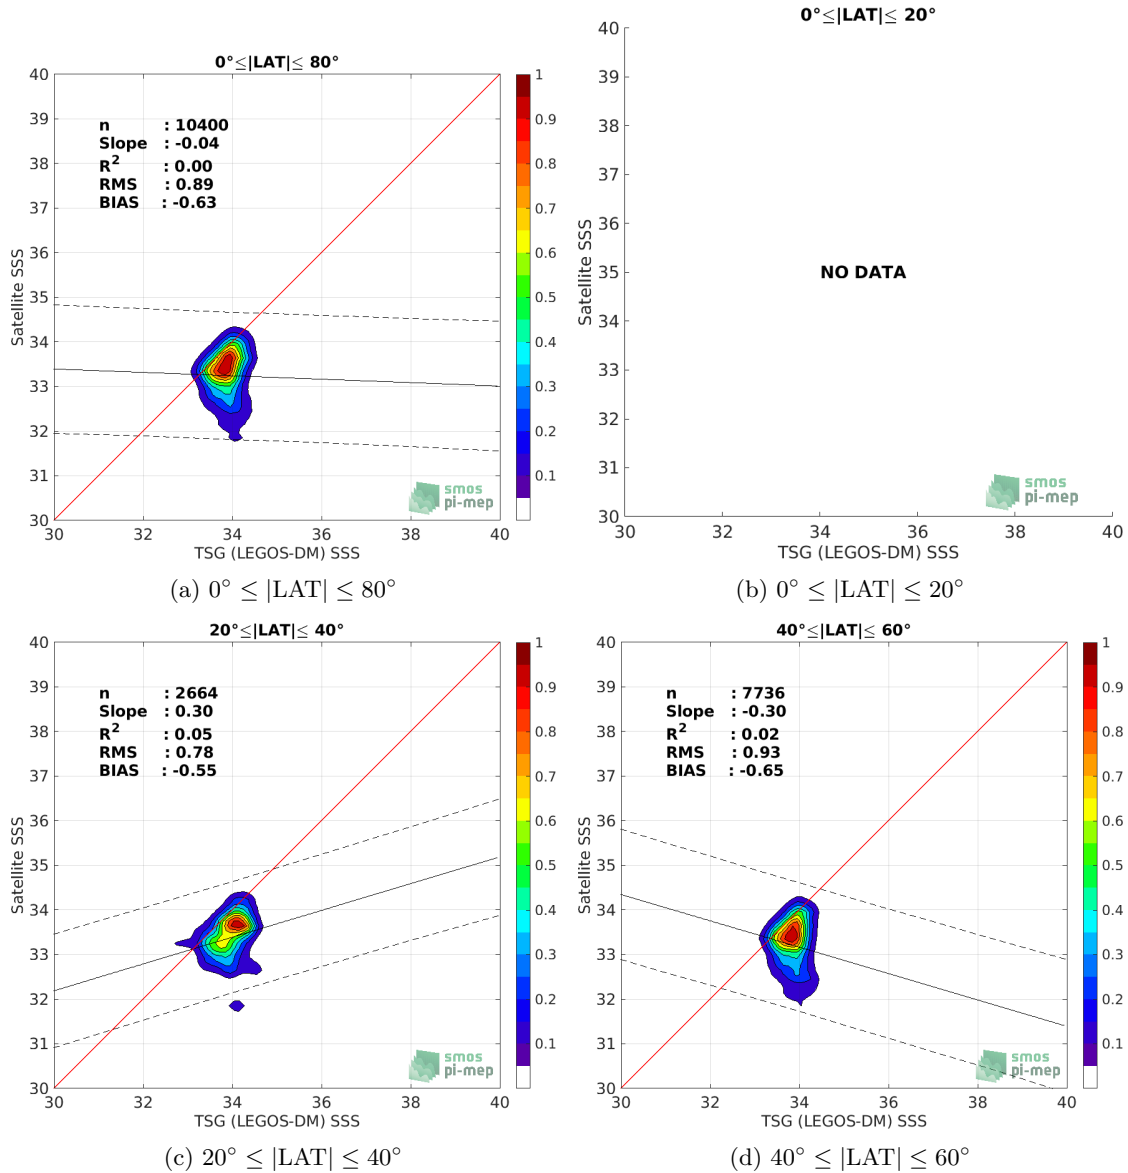 0°≤|LAT|≤ 80°
n : 10400
Slope : -0.04
R² : 0.00
RMS : 0.89
BIAS : -0.63
Satellite SSS
40
39
38
37
36
35
34
33
32
31
30
30 32 34 36 38 40
TSG (LEGOS-DM) SSS
1
0.9
0.8
0.7
0.6
0.5
0.4
0.3
0.2
0.1
smos
pi-mep
(a) 0° ≤ |LAT| ≤ 80°
0°≤|LAT|≤ 20°
NO DATA
Satellite SSS
40
39
38
37
36
35
34
33
32
31
30
30 32 34 36 38 40
TSG (LEGOS-DM) SSS
smos
pi-mep
(b) 0° ≤ |LAT| ≤ 20°
20°≤|LAT|≤ 40°
n : 2664
Slope : 0.30
R² : 0.05
RMS : 0.78
BIAS : -0.55
Satellite SSS
40
39
38
37
36
35
34
33
32
31
30
30 32 34 36 38 40
TSG (LEGOS-DM) SSS
1
0.9
0.8
0.7
0.6
0.5
0.4
0.3
0.2
0.1
smos
pi-mep
(c) 20° ≤ |LAT| ≤ 40°
40°≤|LAT|≤ 60°
n : 7736
Slope : -0.30
R² : 0.02
RMS : 0.93
BIAS : -0.65
Satellite SSS
40
39
38
37
36
35
34
33
32
31
30
30 32 34 36 38 40
TSG (LEGOS-DM) SSS
1
0.9
0.8
0.7
0.6
0.5
0.4
0.3
0.2
0.1
smos
pi-mep
(d) 40° ≤ |LAT| ≤ 60°